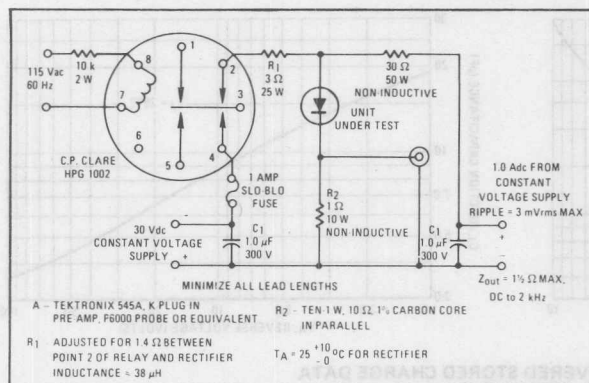 115 Vac
60 Hz
10 k
2 W
8
1
2
7
3
6
5
4
C.P. CLARE
HPG 1002
R1
3 Ω
25 W
30 Ω
50 W
NON INDUCTIVE
UNIT
UNDER TEST
1 AMP
SLO-BLO
FUSE
R2
1 Ω
10 W
NON INDUCTIVE
30 Vdc
CONSTANT VOLTAGE
SUPPLY
-
+
C1
1.0 μF
300 V
C1
1.0 μF
300 V
1.0 Adc FROM
CONSTANT
VOLTAGE SUPPLY
RIPPLE = 3 mVrms MAX
+
-
Zout = 1½ Ω MAX,
DC to 2 kHz
MINIMIZE ALL LEAD LENGTHS
A - TEKTRONIX 545A, K PLUG IN
PRE AMP, P6000 PROBE OR EQUIVALENT
R1 ADJUSTED FOR 1.4 Ω BETWEEN
POINT 2 OF RELAY AND RECTIFIER
INDUCTANCE ≈ 38 μH
R2 - TEN 1 W, 10 Ω 1% CARBON CORE
IN PARALLEL
TA = 25 +10 -0 °C FOR RECTIFIER